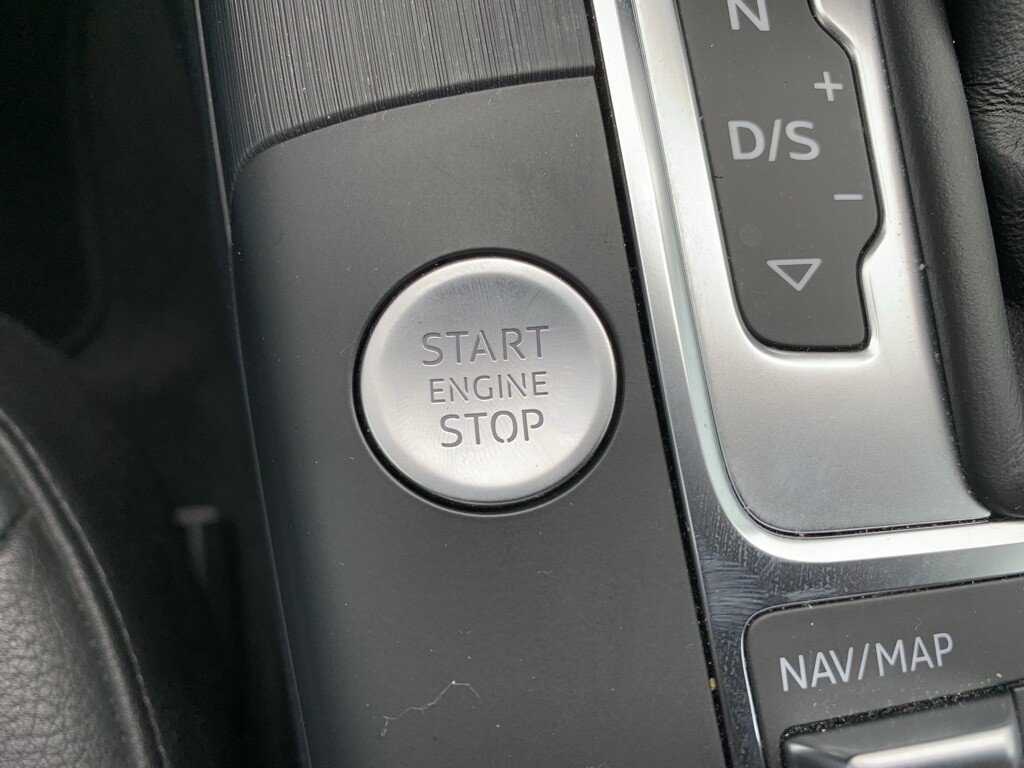 N
+
D/S
−
START
ENGINE
STOP
NAV/MAP